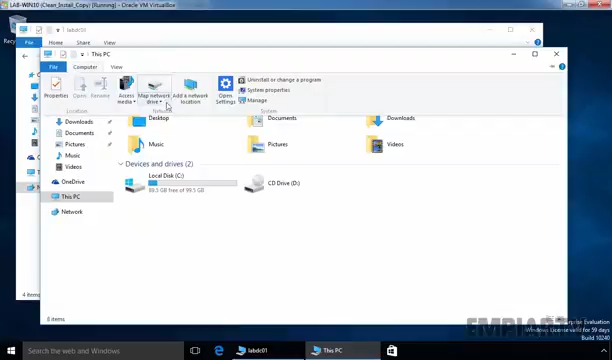 LAB-WIN10 (Clean_Install_Copy) [Running] - Oracle VM VirtualBox
labdc01
File Home Share View
This PC
File Computer View
Properties
Open
Rename
Access media
Map network drive
Add a network location
Open Settings
Uninstall or change a program
System properties
Manage
Location
Network
System
Downloads
Documents
Pictures
Music
Videos
OneDrive
This PC
Network
Desktop
Documents
Downloads
Music
Pictures
Videos
Devices and drives (2)
Local Disk (C:)
CD Drive (D:)
4 items
6 items
Evaluation
Windows License valid for 59 days
Build 10240
Search the web and Windows
labdc01
This PC